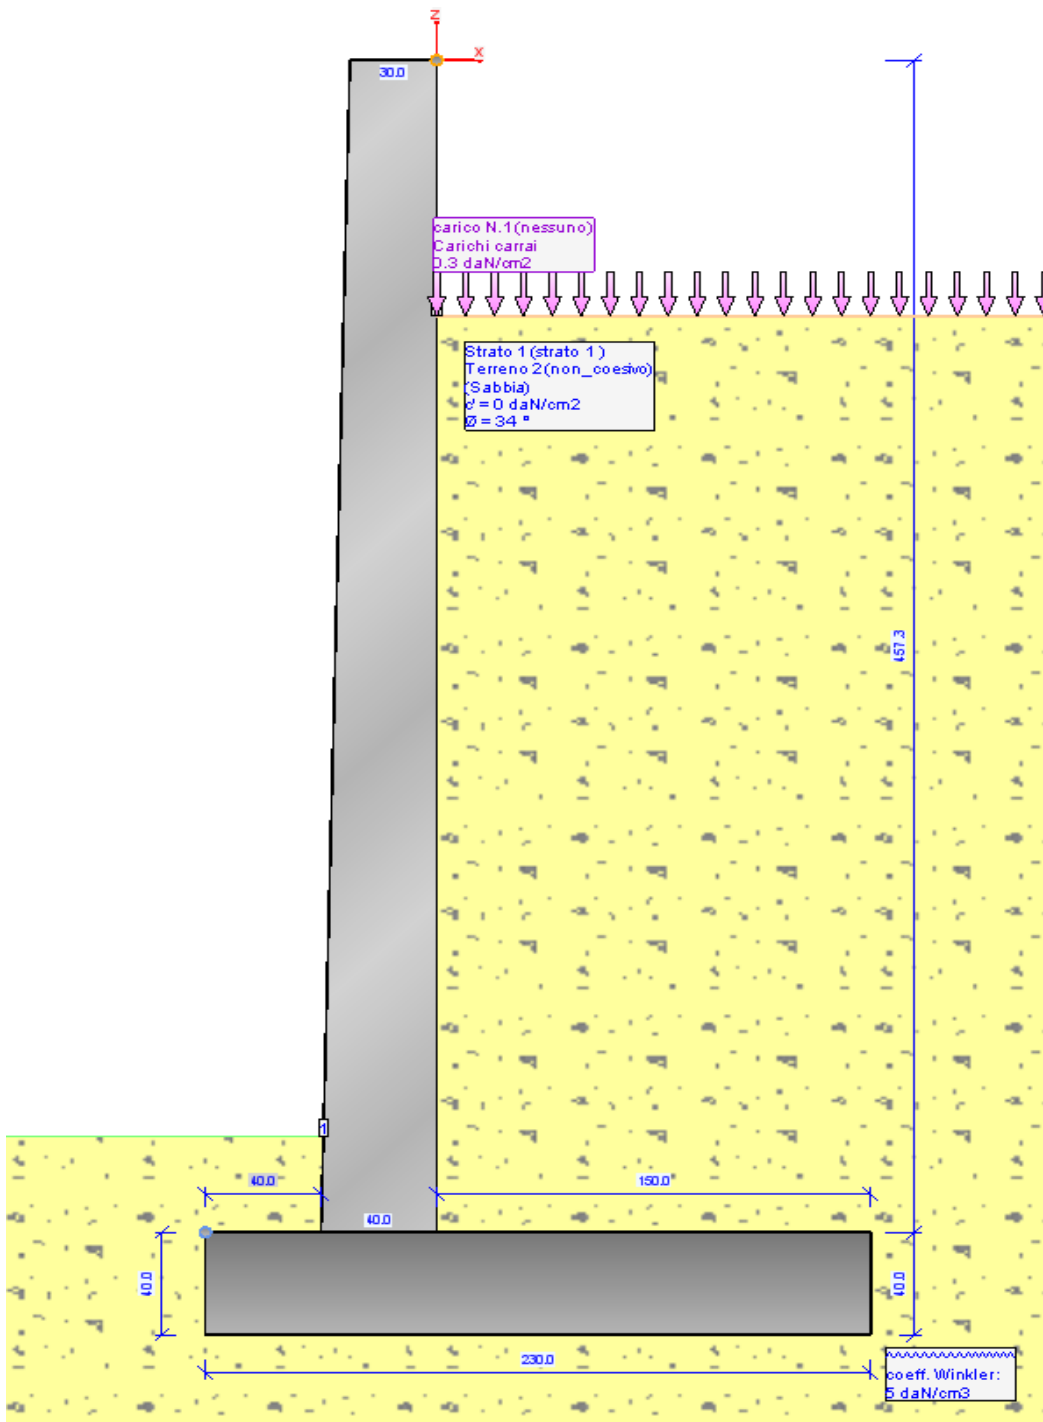 z
x
30.0
carico N.1(nessuno)
Carichi carrai
0.3 daN/cm2
Strato 1(strato 1)
Terreno 2(non_coesivo)
(Sabbia)
c' = 0 daN/cm2
Ø = 34 °
457.3
1
40.0
150.0
40.0
40.0
40.0
230.0
coeff. Winkler:
5 daN/cm3